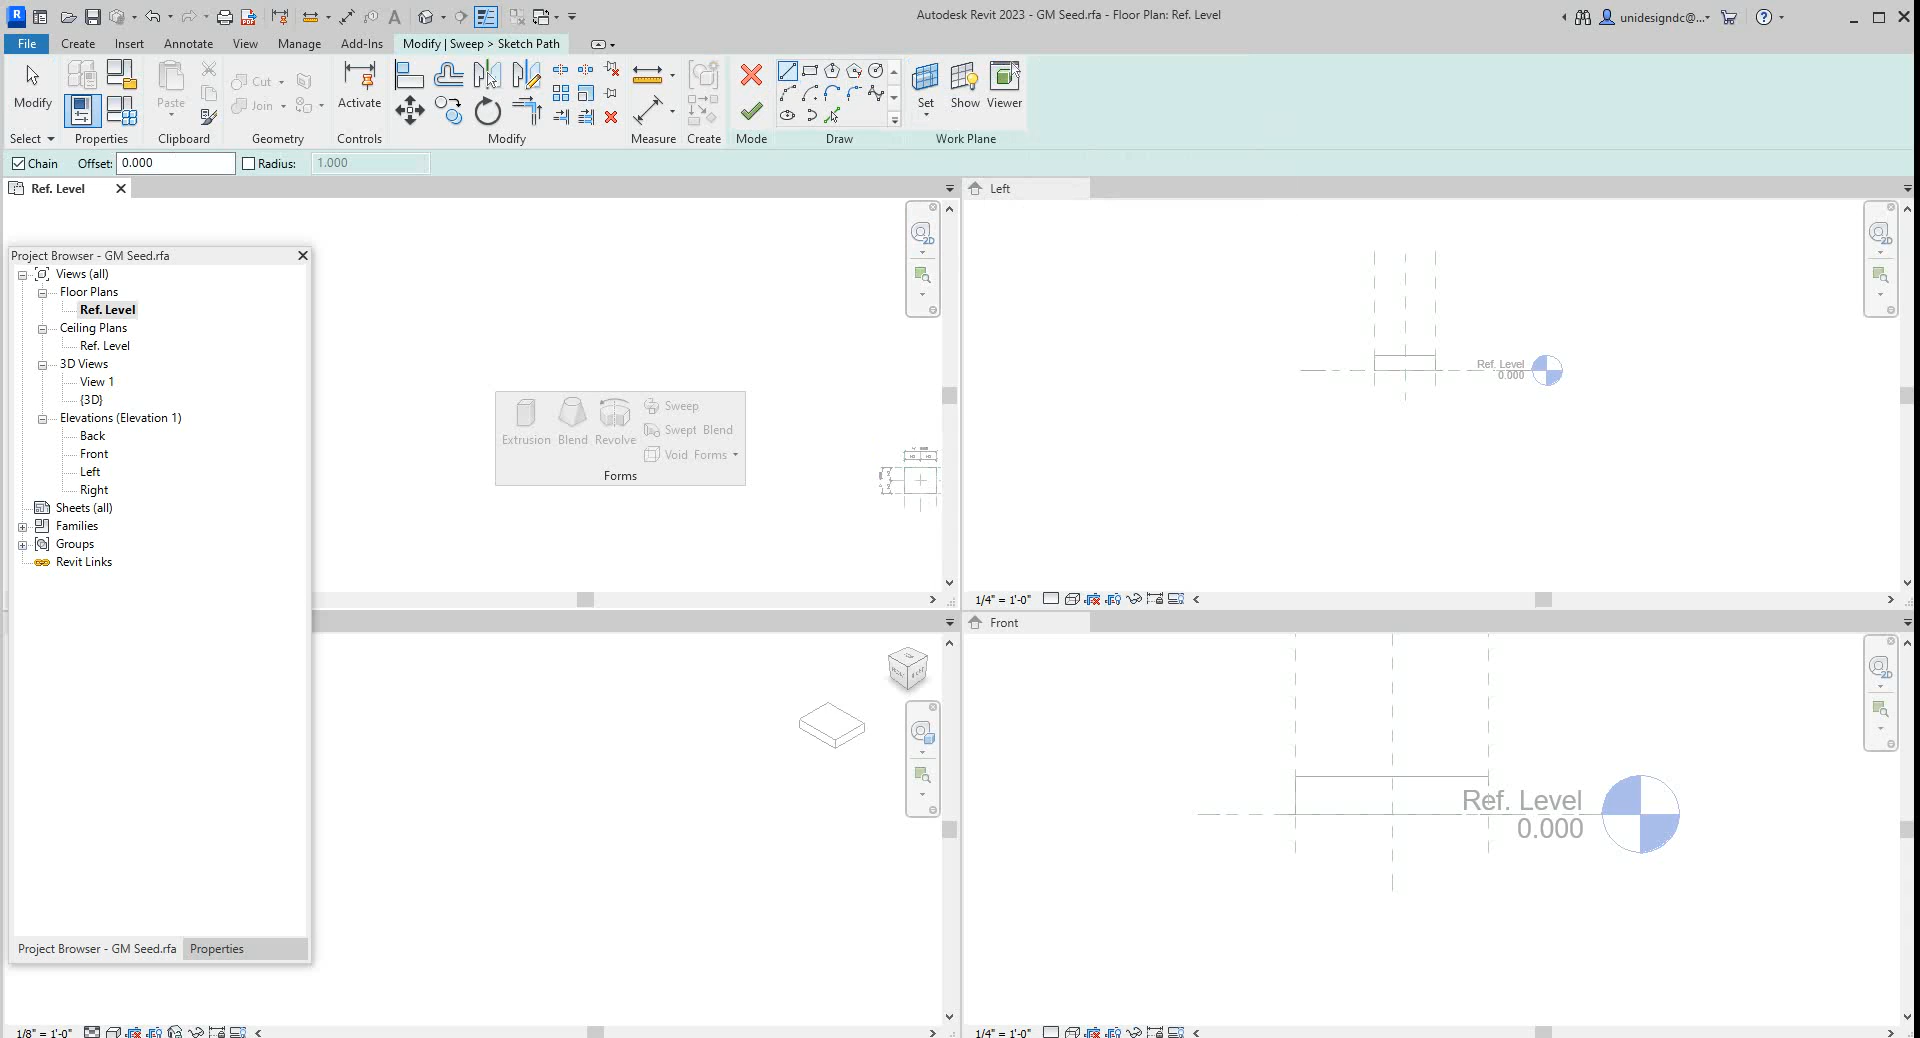 Autodesk Revit 2023 - GM Seed.rfa - Floor Plan: Ref. Level
unidesigndc@...
File Create Insert Annotate View Manage Add-Ins Modify | Sweep > Sketch Path
Modify
Paste
Cut
Join
Activate
Set Show Viewer
Select Properties Clipboard Geometry Controls Modify Measure Create Mode Draw Work Plane
Chain Offset: 0.000 Radius: 1.000
Ref. Level
Left
Project Browser - GM Seed.rfa
Views (all)
Floor Plans
Ref. Level
Ceiling Plans
Ref. Level
3D Views
View 1
{3D}
Elevations (Elevation 1)
Back
Front
Left
Right
Sheets (all)
Families
Groups
Revit Links
Project Browser - GM Seed.rfa Properties
Extrusion Blend Revolve
Sweep
Swept Blend
Void Forms
Forms
2D
2D
Ref. Level
0.000
1/4" = 1'-0"
Front
2D
Ref. Level
0.000
1/8" = 1'-0"
1/4" = 1'-0"